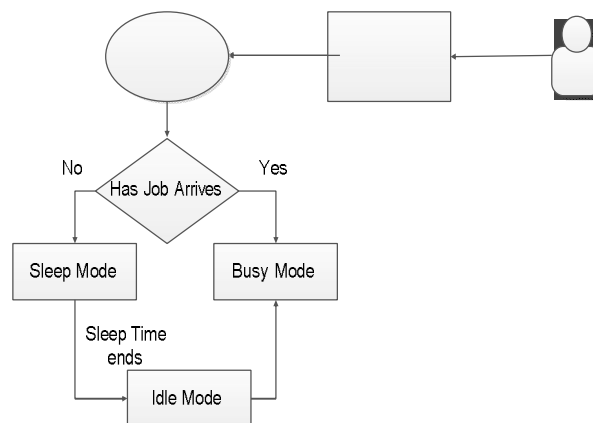 No
Yes
Has Job Arrives
Sleep Mode
Busy Mode
Sleep Time
ends
Idle Mode